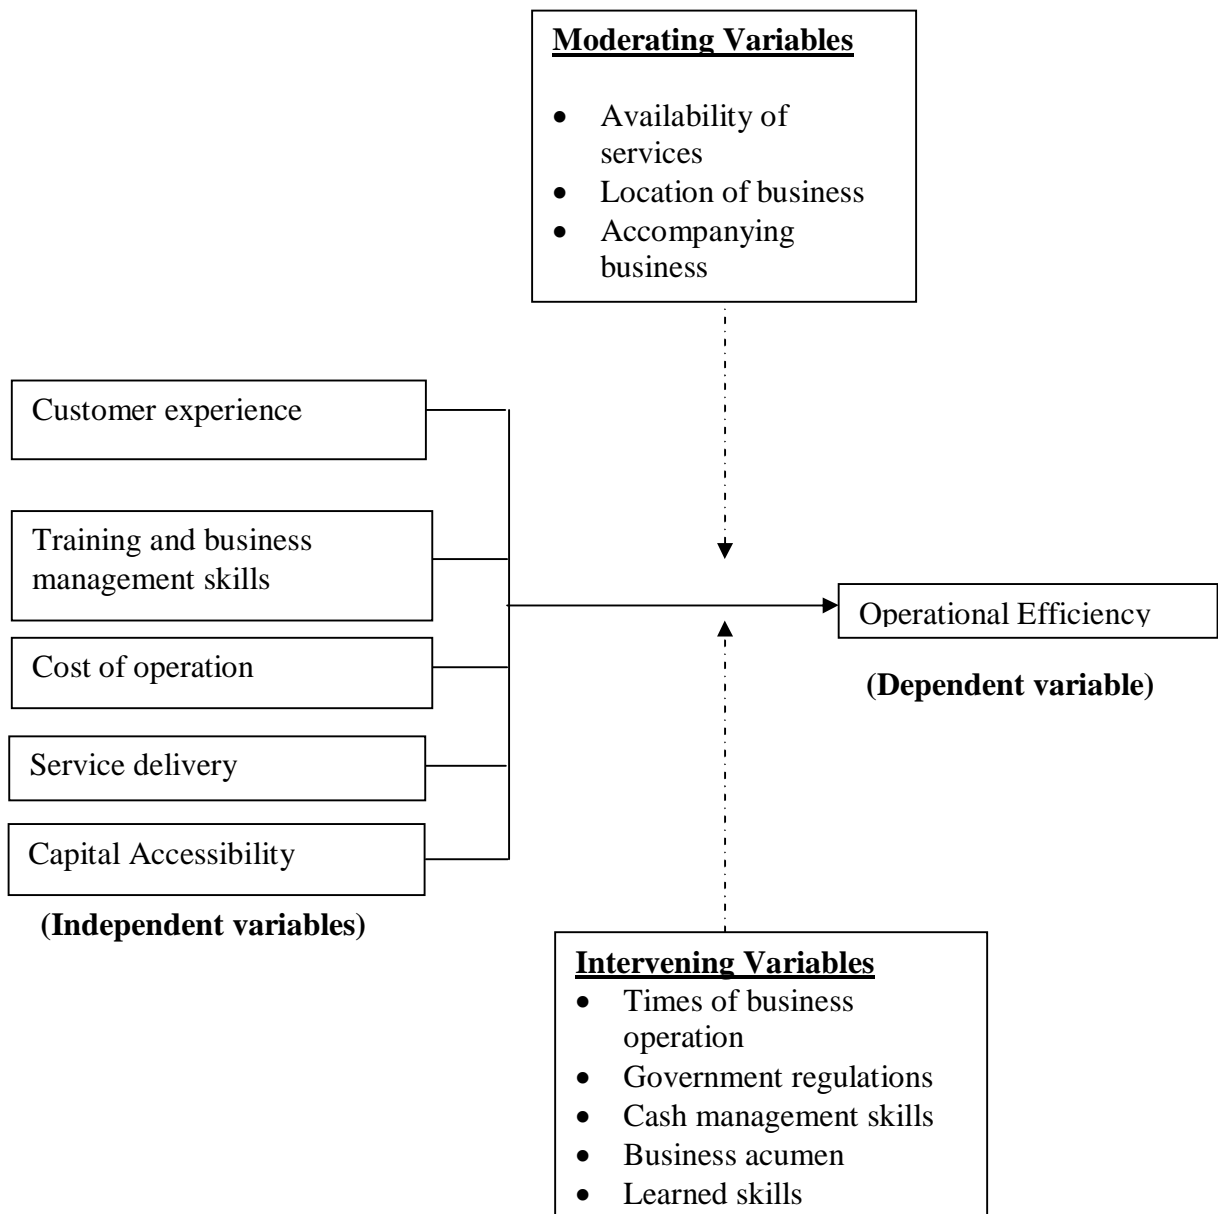 Moderating Variables
• Availability of
services
• Location of business
• Accompanying
business
Customer experience
Training and business
management skills
Cost of operation
Service delivery
Capital Accessibility
(Independent variables)
Operational Efficiency
(Dependent variable)
Intervening Variables
• Times of business
operation
• Government regulations
• Cash management skills
• Business acumen
• Learned skills